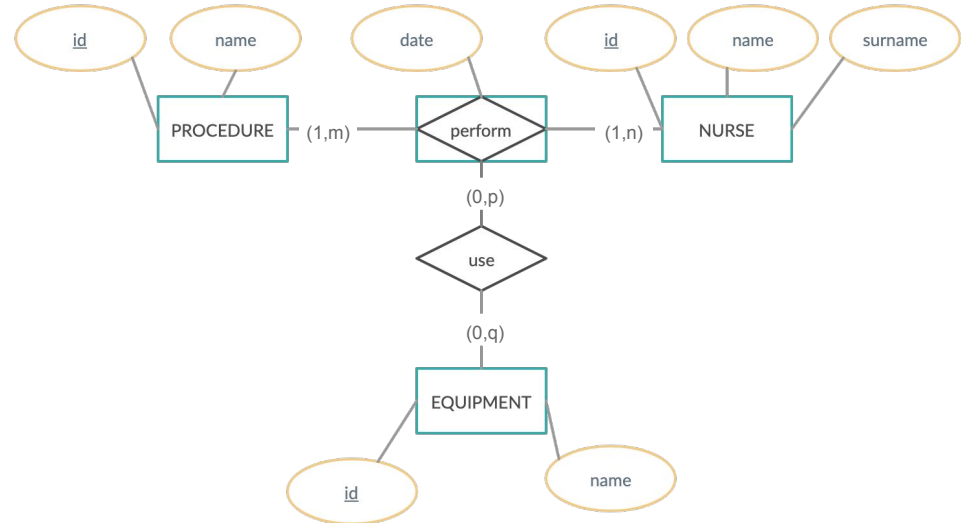 id
name
date
id
name
surname
PROCEDURE
(1,m)
perform
(1,n)
NURSE
(0,p)
use
(0,q)
EQUIPMENT
id
name